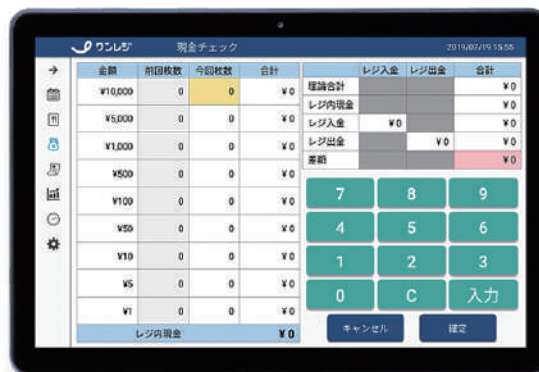 ワンレジ 現金チェック 2019/07/19 15:55
金額 前回枚数 今回枚数 合計
¥10,000 0 0 ¥0
¥5,000 0 0 ¥0
¥1,000 0 0 ¥0
¥500 0 0 ¥0
¥100 0 0 ¥0
¥50 0 0 ¥0
¥10 0 0 ¥0
¥5 0 0 ¥0
¥1 0 0 ¥0
レジ内現金 ¥0
レジ入金 レジ出金 合計
理論合計 ¥0
レジ内現金 ¥0
レジ入金 ¥0 ¥0
レジ出金 ¥0 ¥0
差額 ¥0
7 8 9
4 5 6
1 2 3
0 C 入力
キャンセル 確定